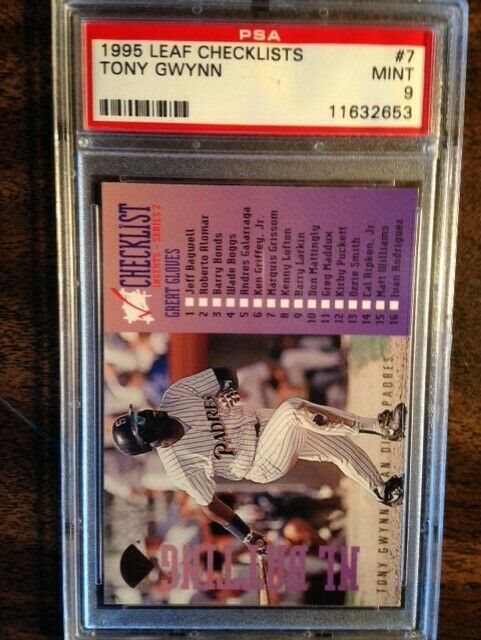 PSA
1995 LEAF CHECKLISTS #7
TONY GWYNN MINT
9
11632653
CHECKLIST
INSERTS - SERIES 2
GREAT GLOVES
1 Jeff Bagwell
2 Roberto Alomar
3 Barry Bonds
4 Wade Boggs
5 Andres Galarraga
6 Ken Griffey, Jr.
7 Marquis Grissom
8 Kenny Lofton
9 Barry Larkin
10 Don Mattingly
11 Greg Maddux
12 Kirby Puckett
13 Ozzie Smith
14 Cal Ripken, Jr
15 Matt Williams
16 Ivan Rodriguez
PADRES
NL BATTING
TONY GWYNN SAN DIEGO PADRES